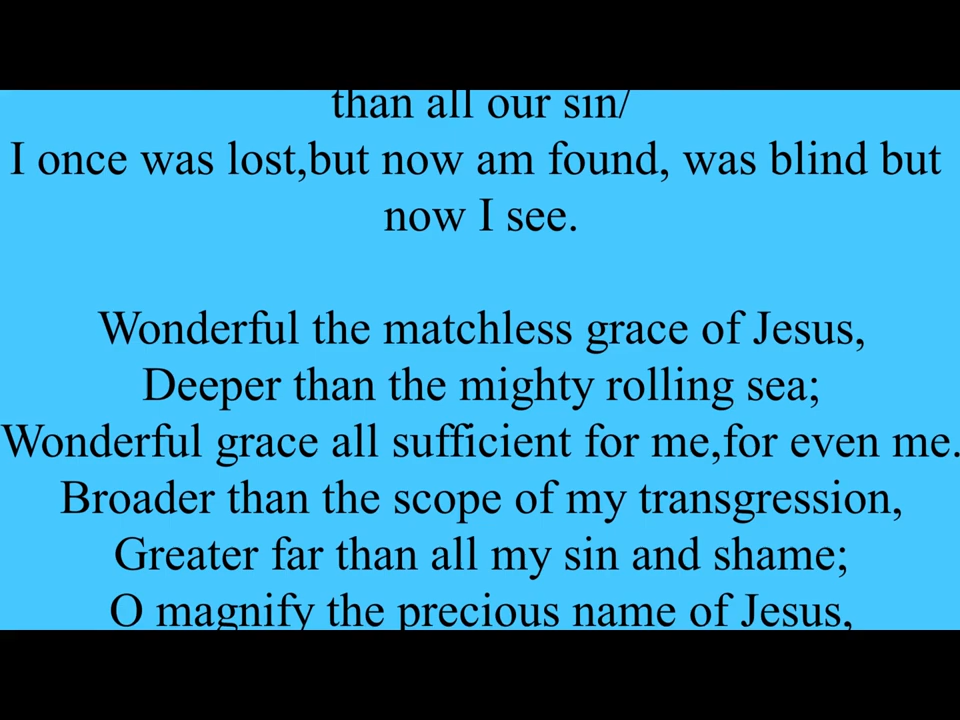 than all our sin/
I once was lost,but now am found, was blind but
now I see.
Wonderful the matchless grace of Jesus,
Deeper than the mighty rolling sea;
Wonderful grace all sufficient for me,for even me.
Broader than the scope of my transgression,
Greater far than all my sin and shame;
O magnify the precious name of Jesus,